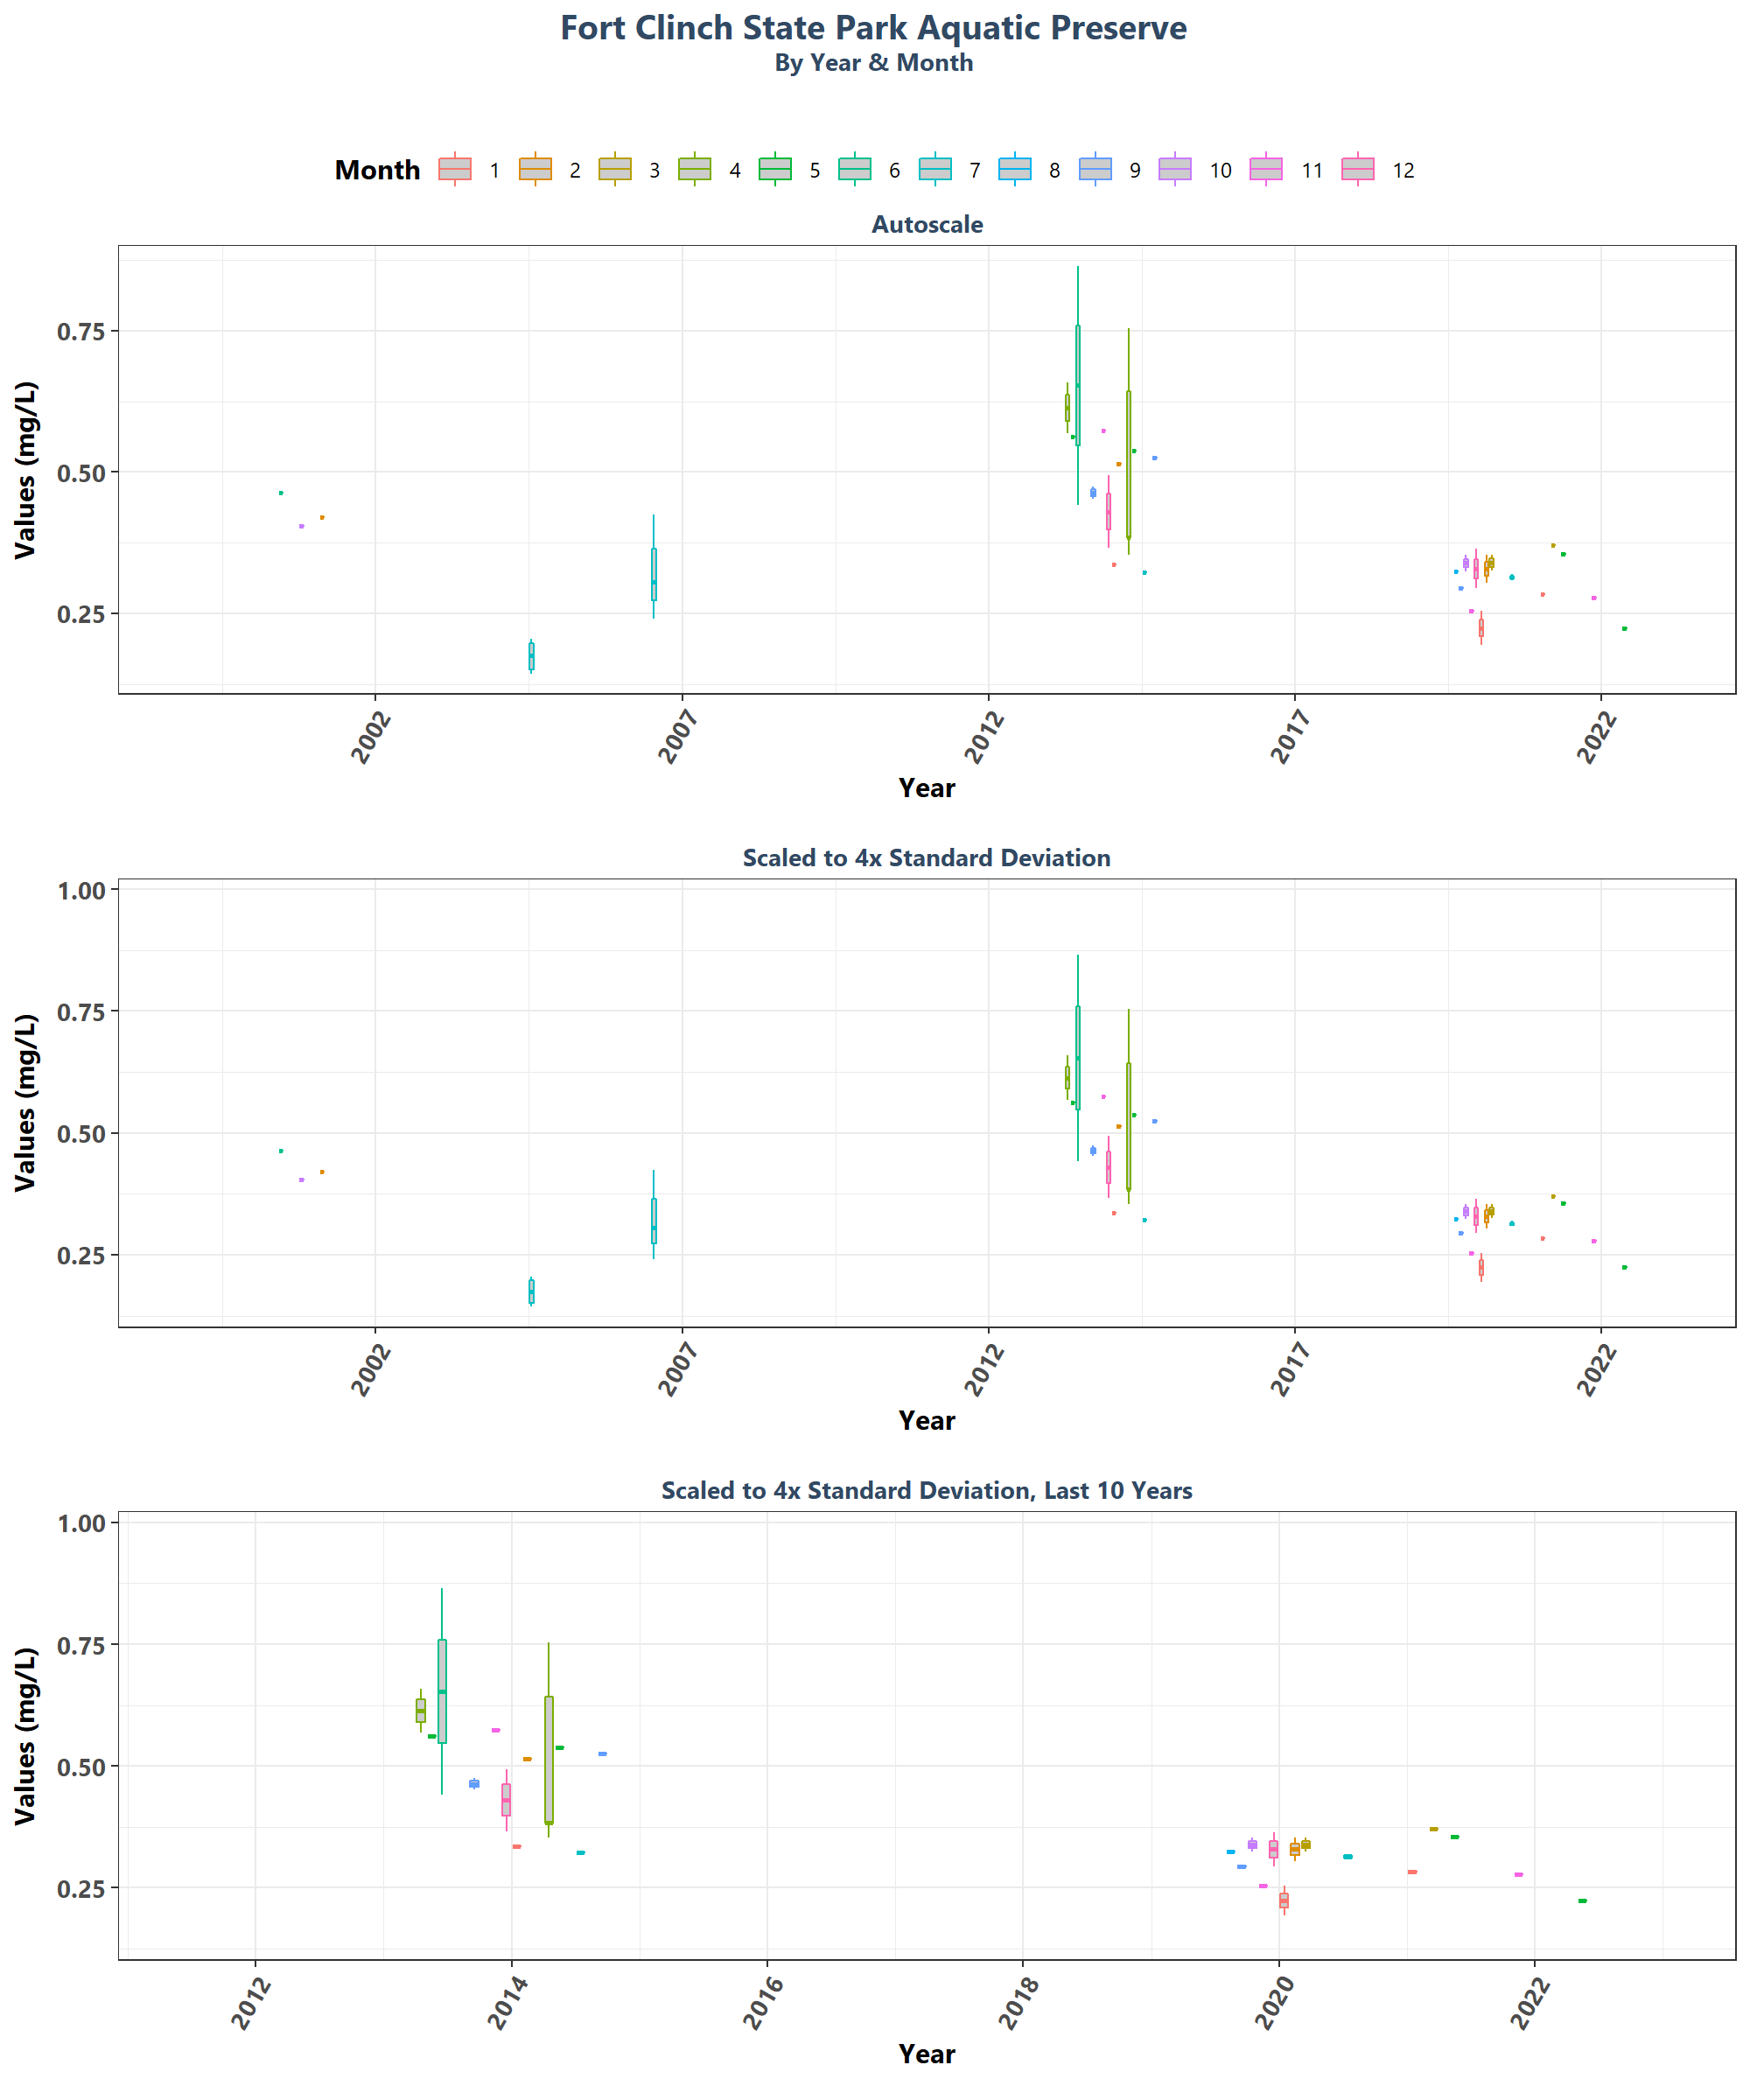 Fort Clinch State Park Aquatic Preserve
By Year & Month
Month 1 2 3 4 5 6 7 8 9 10 11 12
Autoscale
Values (mg/L)
0.75
0.50
0.25
2002 2007 2012 2017 2022
Year
Scaled to 4x Standard Deviation
Values (mg/L)
1.00
0.75
0.50
0.25
2002 2007 2012 2017 2022
Year
Scaled to 4x Standard Deviation, Last 10 Years
Values (mg/L)
1.00
0.75
0.50
0.25
2012 2014 2016 2018 2020 2022
Year